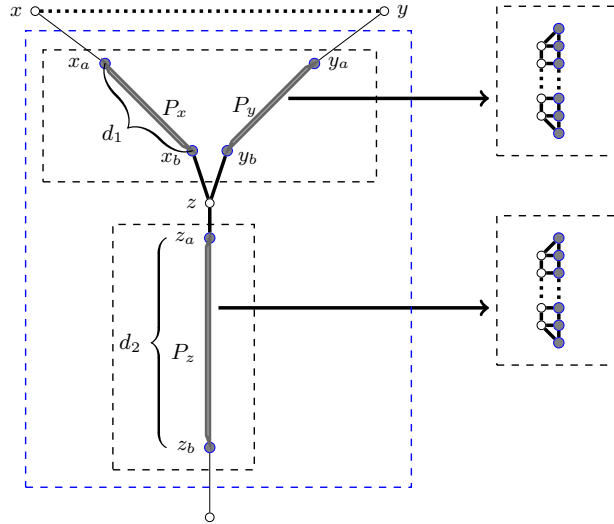 x y
x_a y_a
P_x P_y
d_1
x_b y_b
z
z_a
d_2 P_z
z_b